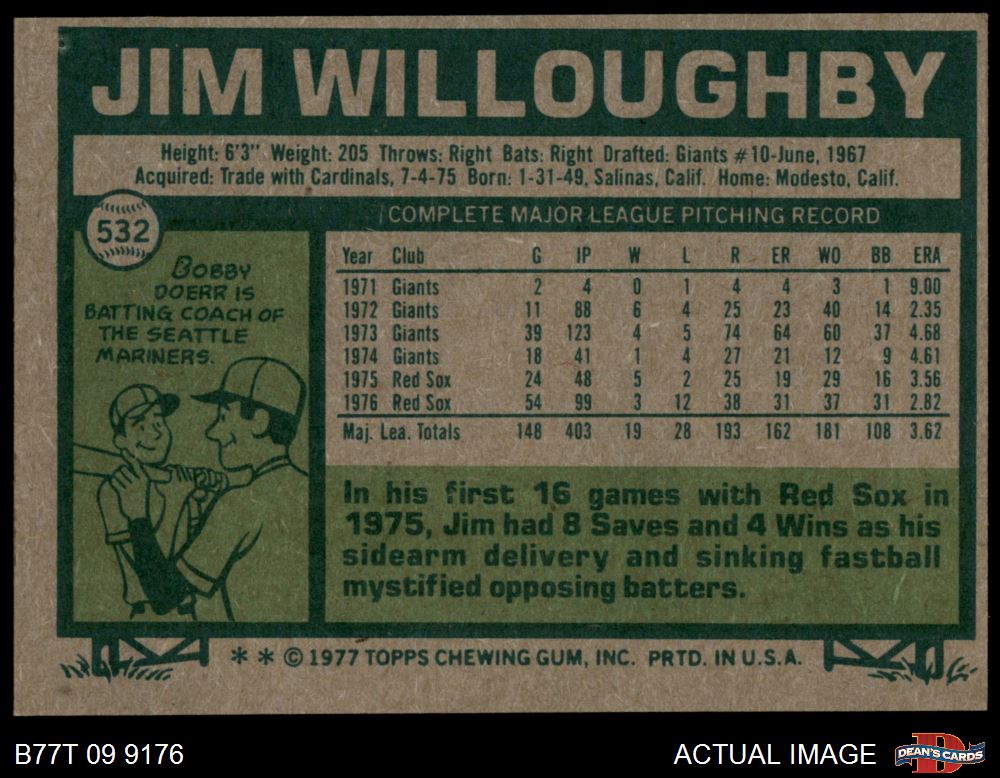 JIM WILLOUGHBY
Height: 6'3" Weight: 205 Throws: Right Bats: Right Drafted: Giants #10-June, 1967
Acquired: Trade with Cardinals, 7-4-75 Born: 1-31-49, Salinas, Calif. Home: Modesto, Calif.
532
BOBBY
DOERR IS
BATTING COACH OF
THE SEATTLE
MARINERS.
COMPLETE MAJOR LEAGUE PITCHING RECORD
Year Club G IP W L R ER WO BB ERA
1971 Giants 2 4 0 1 4 4 3 1 9.00
1972 Giants 11 88 6 4 25 23 40 14 2.35
1973 Giants 39 123 4 5 74 64 60 37 4.68
1974 Giants 18 41 1 4 27 21 12 9 4.61
1975 Red Sox 24 48 5 2 25 19 29 16 3.56
1976 Red Sox 54 99 3 12 38 31 37 31 2.82
Maj. Lea. Totals 148 403 19 28 193 162 181 108 3.62
In his first 16 games with Red Sox in
1975, Jim had 8 Saves and 4 Wins as his
sidearm delivery and sinking fastball
mystified opposing batters.
* * © 1977 TOPPS CHEWING GUM, INC. PRTD. IN U.S.A.
B77T 09 9176
ACTUAL IMAGE
DEAN'S CARDS